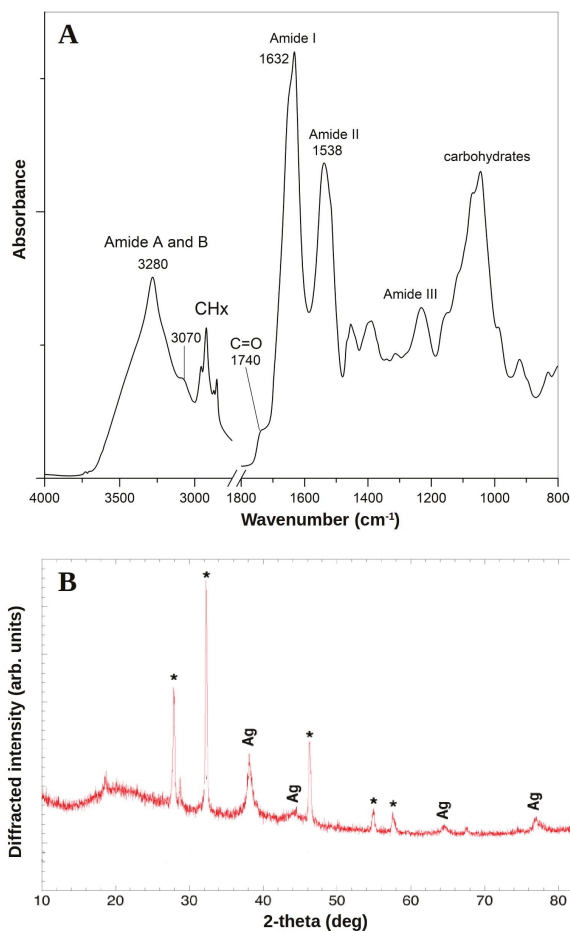 A
Amide I
1632
Amide II
1538
carbohydrates
Amide A and B
3280
3070
CHx
C=O
1740
Amide III
Absorbance
4000 3500 3000 1800 1600 1400 1200 1000 800
Wavenumber (cm⁻¹)
B
*
*
Ag
Ag
*
*
*
Ag
Ag
Diffracted intensity (arb. units)
10 20 30 40 50 60 70 80
2-theta (deg)